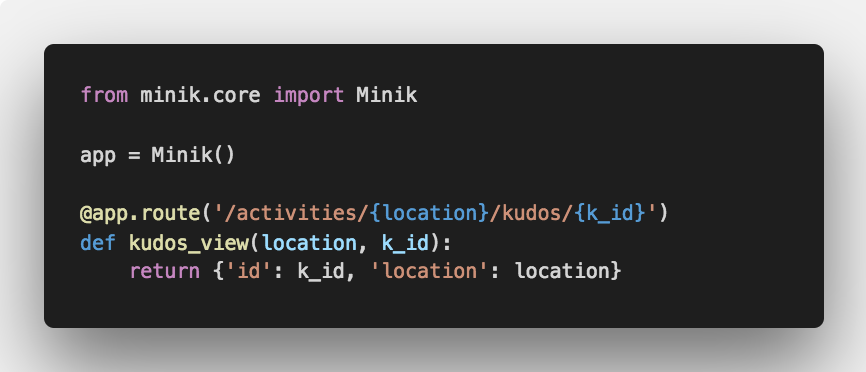 from minik.core import Minik
app = Minik()
@app.route('/activities/{location}/kudos/{k_id}')
def kudos_view(location, k_id):
    return {'id': k_id, 'location': location}